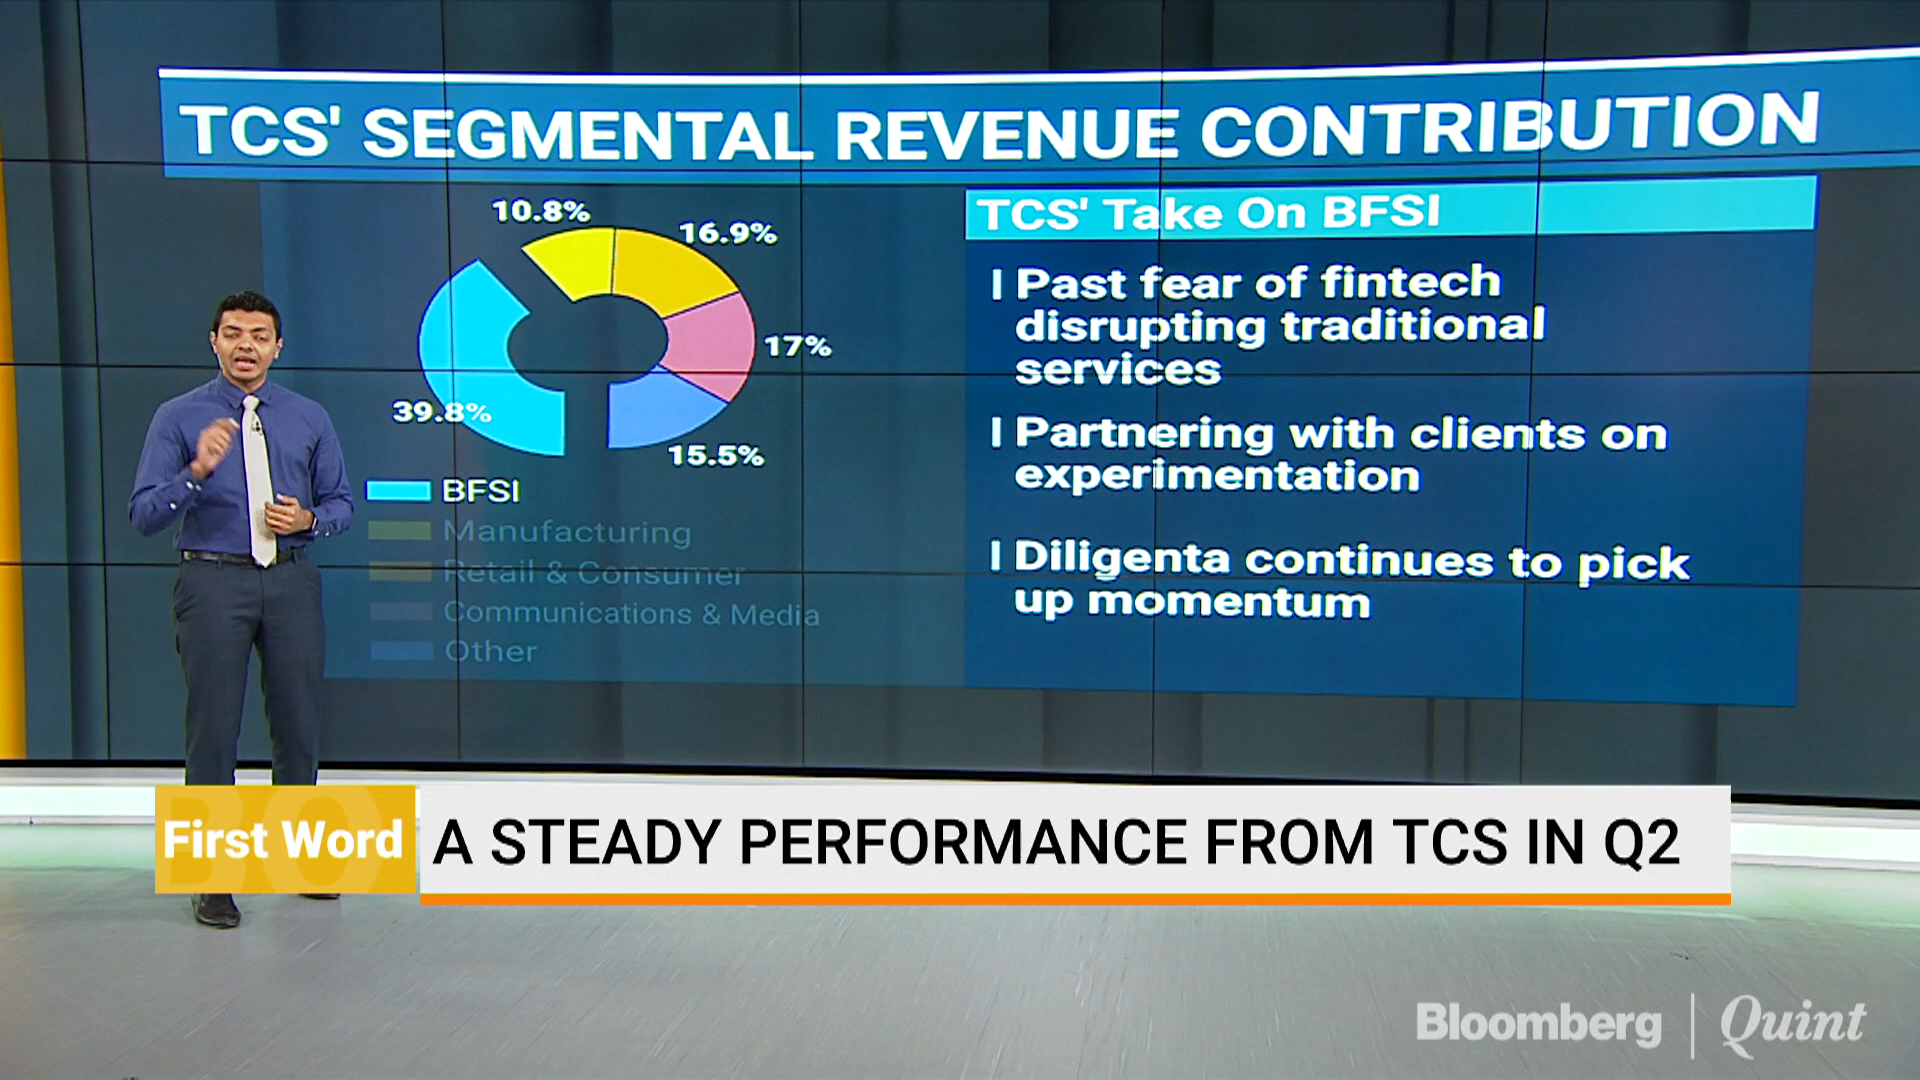 TCS' SEGMENTAL REVENUE CONTRIBUTION
10.8%
16.9%
17%
39.8%
15.5%
BFSI
Manufacturing
Retail & Consumer
Communications & Media
Other
TCS' Take On BFSI
Past fear of fintech
disrupting traditional
services
Partnering with clients on
experimentation
Diligenta continues to pick
up momentum
First Word
A STEADY PERFORMANCE FROM TCS IN Q2
Bloomberg | Quint